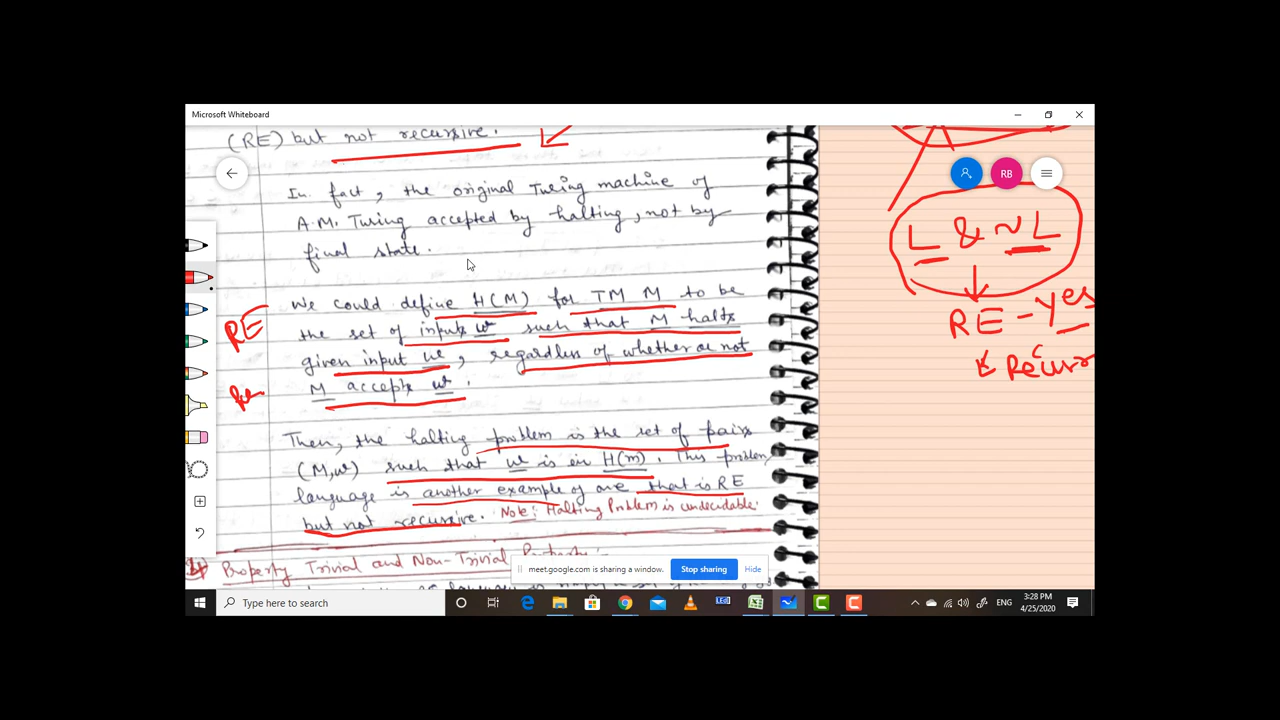 Microsoft Whiteboard
(RE) but not recursive.
In fact, the original Turing machine of
A.M. Turing accepted by halting, not by
final state.
We could define H(M) for TM M to be
the set of inputs w such that M halts
given input w, regardless of whether or not
M accepts w.
Then, the halting problem is the set of pairs
(M,w) such that w is in H(M). This problem/
language is another example of one that is RE
but not recursive. Note: Halting Problem is undecidable.
Property Trivial and Non-Trivial
RE
RB
L & ~L
RE - Yes
meet.google.com is sharing a window.
Stop sharing
Hide
Type here to search
ENG
3:28 PM
4/25/2020